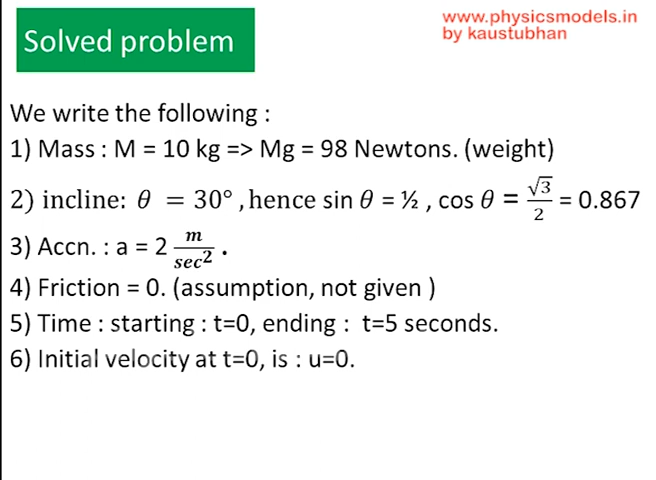 Solved problem
www.physicsmodels.in
by kaustubhan
We write the following :
1) Mass : M = 10 kg => Mg = 98 Newtons. (weight)
2) incline: θ = 30° , hence sin θ = ½ , cos θ = √3/2 = 0.867
3) Accn. : a = 2 m/sec² .
4) Friction = 0. (assumption, not given )
5) Time : starting : t=0, ending : t=5 seconds.
6) Initial velocity at t=0, is : u=0.